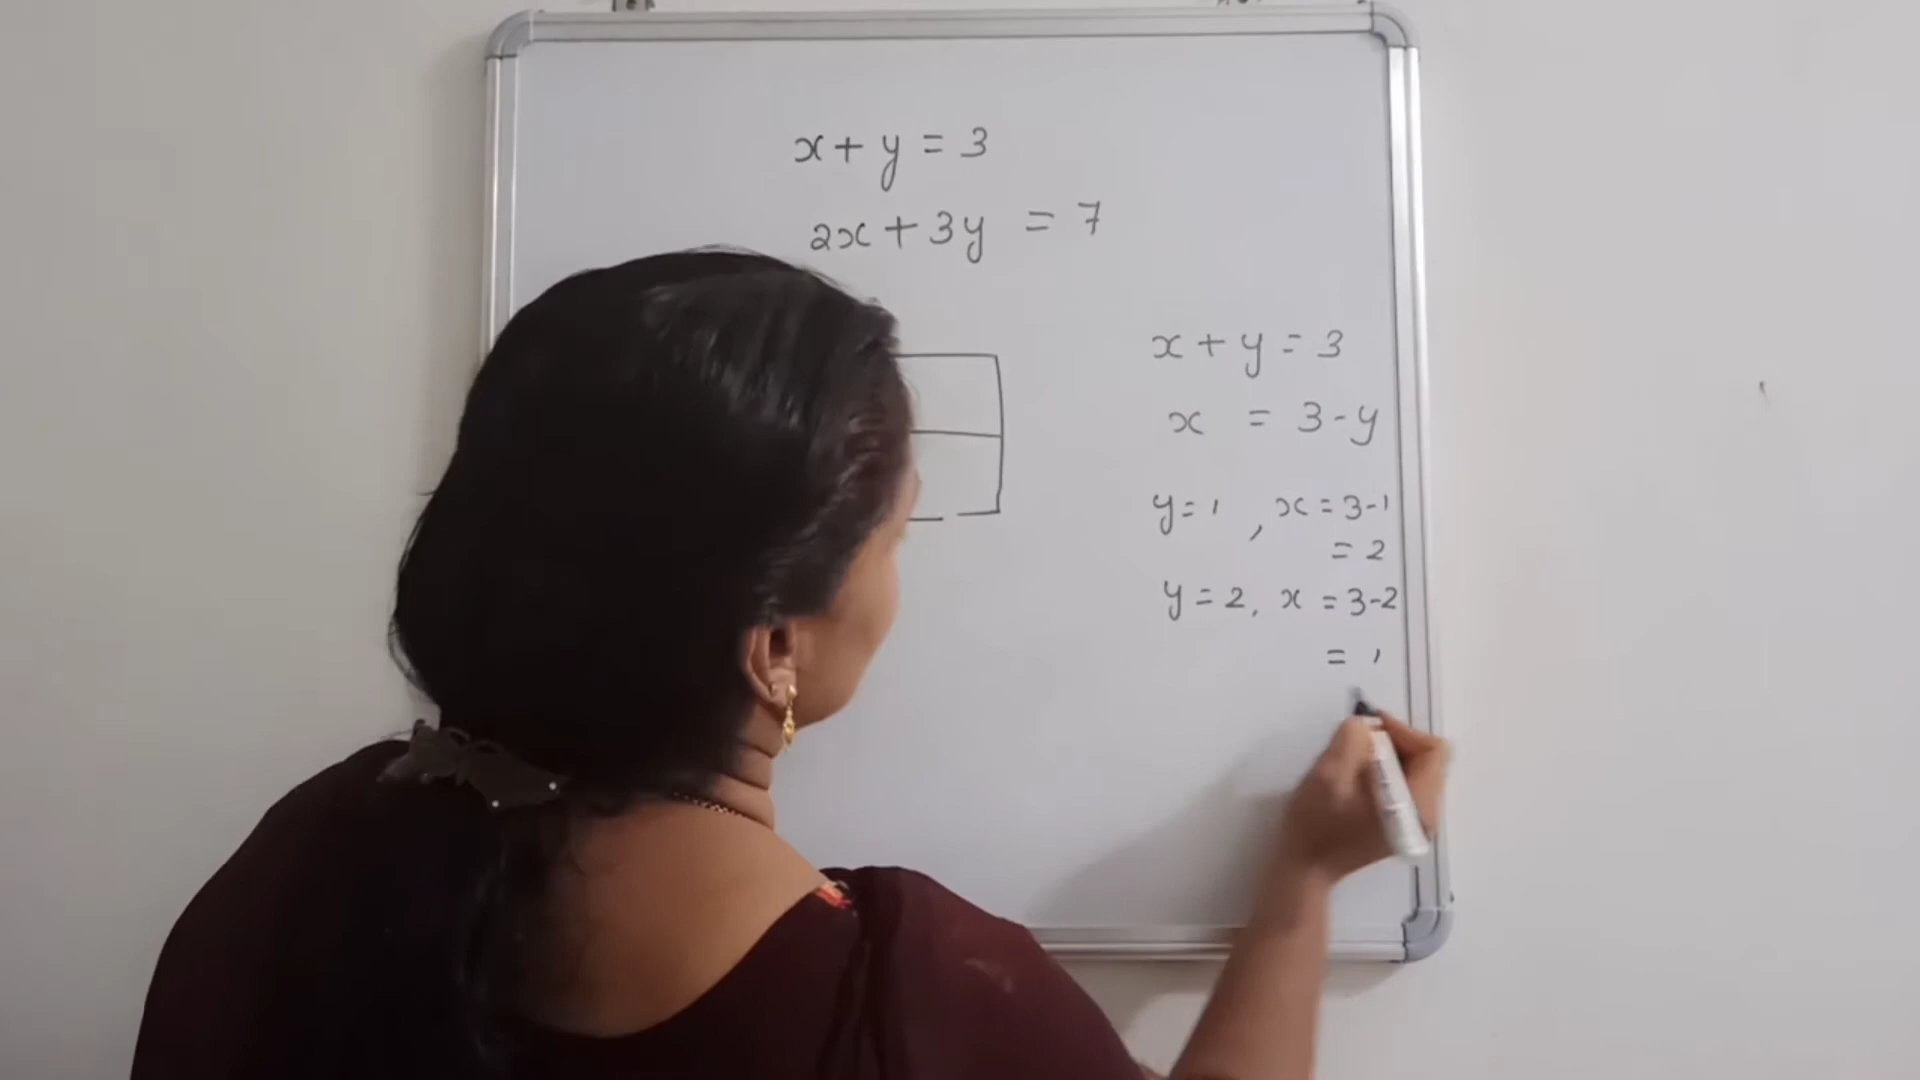 x + y = 3
2x + 3y = 7
x + y = 3
x = 3 - y
y = 1 , x = 3 - 1
= 2
y = 2, x = 3 - 2
= 1